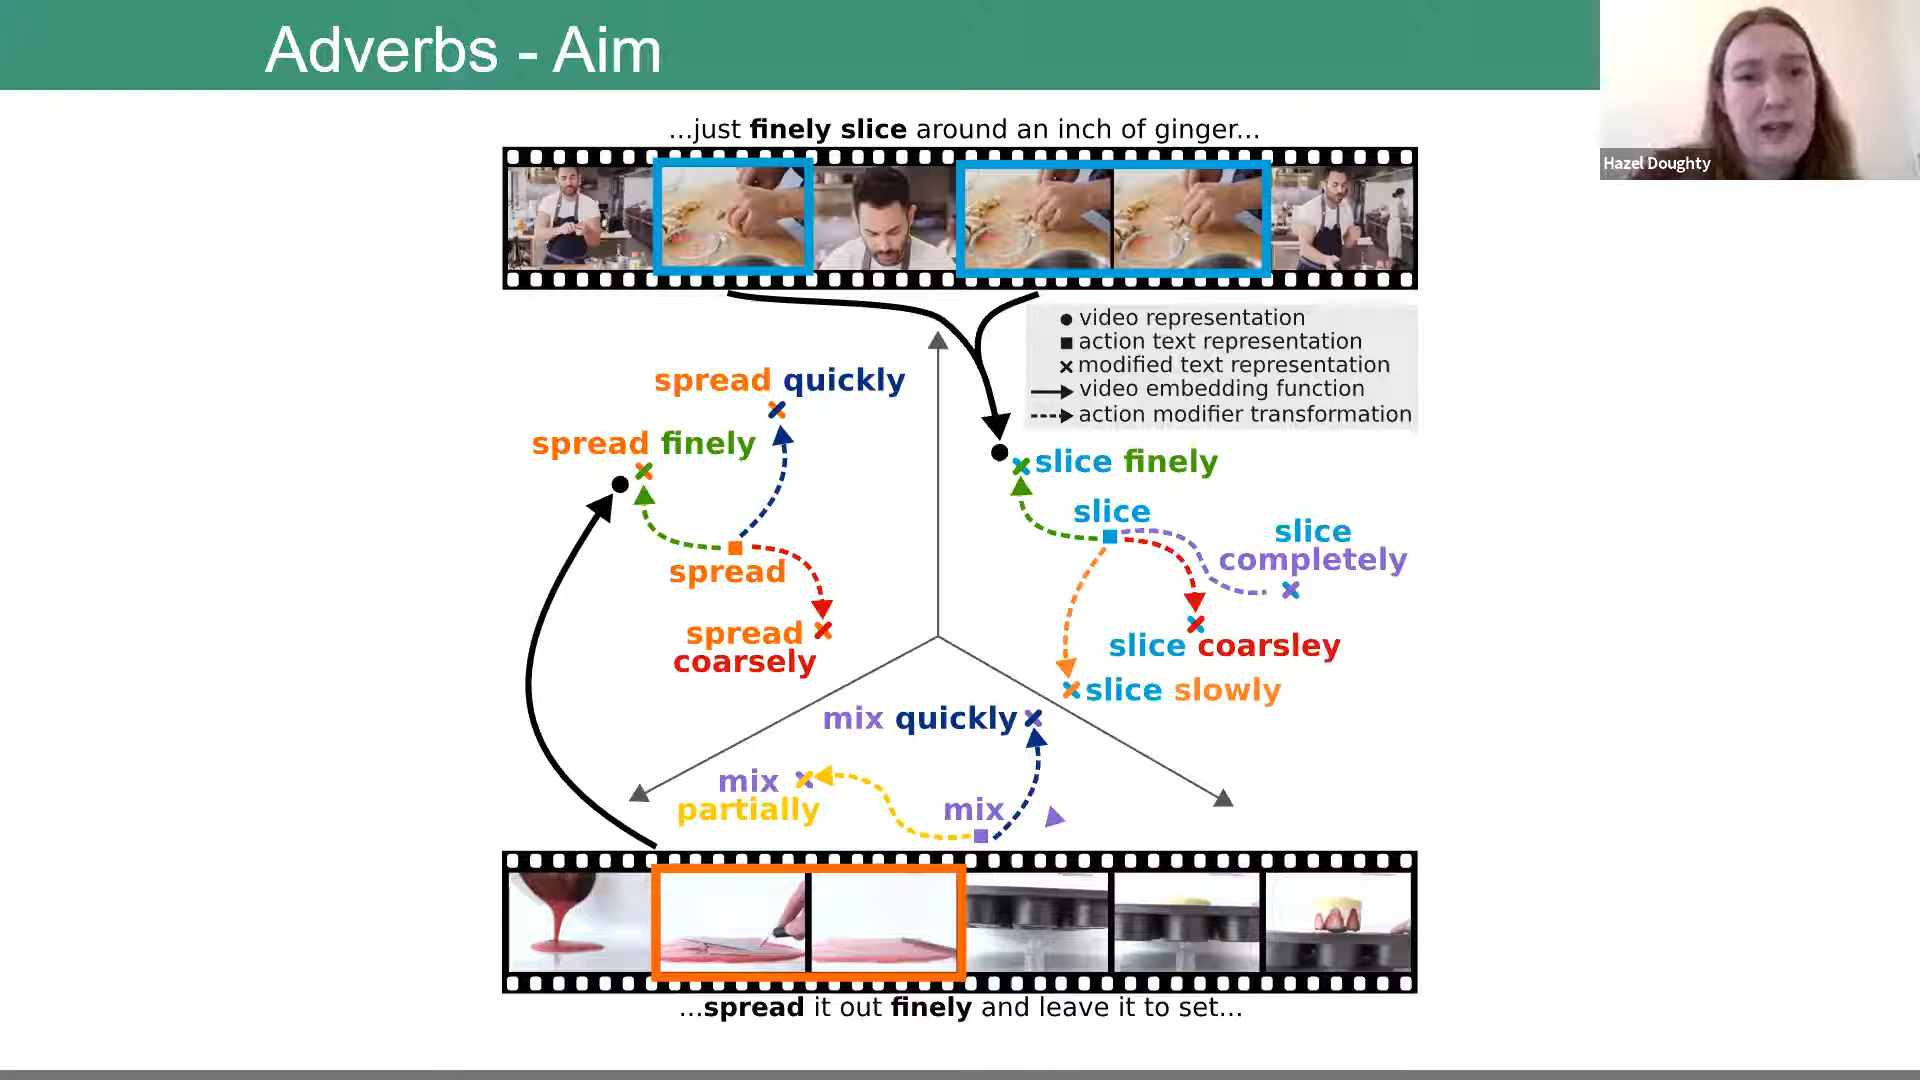 Adverbs - Aim
Hazel Doughty
...just finely slice around an inch of ginger...
video representation
action text representation
modified text representation
video embedding function
action modifier transformation
spread quickly
spread finely
spread
spread
coarsely
slice finely
slice
slice
completely
slice coarsley
slice slowly
mix quickly
mix
partially
mix
...spread it out finely and leave it to set...